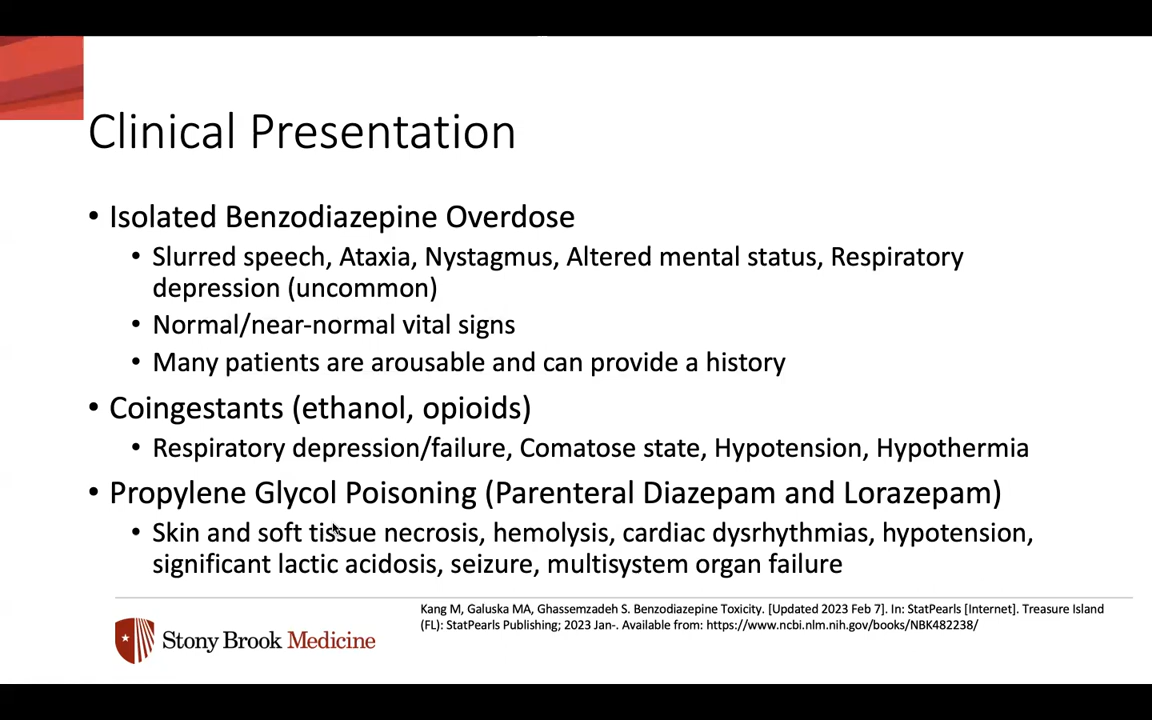 Clinical Presentation
• Isolated Benzodiazepine Overdose
• Slurred speech, Ataxia, Nystagmus, Altered mental status, Respiratory
depression (uncommon)
• Normal/near-normal vital signs
• Many patients are arousable and can provide a history
• Coingestants (ethanol, opioids)
• Respiratory depression/failure, Comatose state, Hypotension, Hypothermia
• Propylene Glycol Poisoning (Parenteral Diazepam and Lorazepam)
• Skin and soft tissue necrosis, hemolysis, cardiac dysrhythmias, hypotension,
significant lactic acidosis, seizure, multisystem organ failure
Kang M, Galuska MA, Ghassemzadeh S. Benzodiazepine Toxicity. [Updated 2023 Feb 7]. In: StatPearls [Internet]. Treasure Island
(FL): StatPearls Publishing; 2023 Jan-. Available from: https://www.ncbi.nlm.nih.gov/books/NBK482238/
Stony Brook Medicine